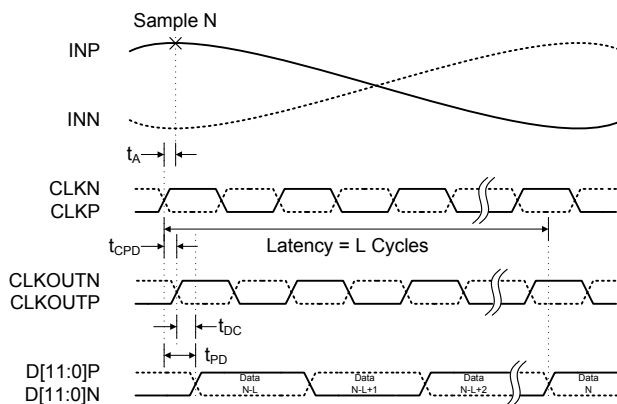 Sample N
INP
INN
tA
CLKN
CLKP
tCPD
Latency = L Cycles
CLKOUTN
CLKOUTP
tDC
tPD
D[11:0]P
D[11:0]N
Data N-L
Data N-L+1
Data N-L+2
Data N